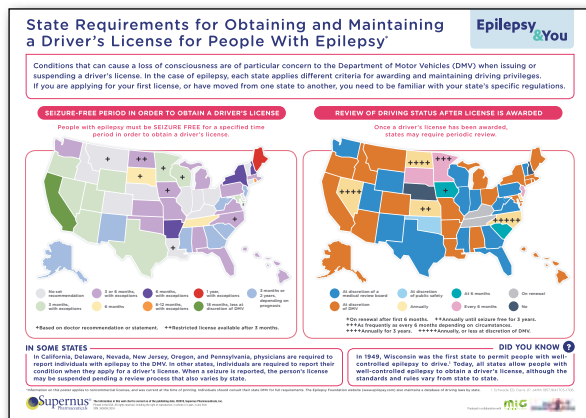 State Requirements for Obtaining and Maintaining
a Driver's License for People With Epilepsy*
Epilepsy
&You
Conditions that can cause a loss of consciousness are of particular concern to the Department of Motor Vehicles (DMV) when issuing or
suspending a driver's license. In the case of epilepsy, each state applies different criteria for awarding and maintaining driving privileges.
If you are applying for your first license, or have moved from one state to another, you need to be familiar with your state's specific regulations.
SEIZURE-FREE PERIOD IN ORDER TO OBTAIN A DRIVER'S LICENSE
People with epilepsy must be SEIZURE FREE for a specified time
period in order to obtain a driver's license.
+
++
+
+
+
+
No set
recommendation
3 or 6 months,
with exceptions
6 months,
with exceptions
1 year,
with exceptions
3 months or
2 years,
depending on
prognosis
3 months,
with exceptions
6 months
6-12 months,
with exceptions
18 months, less at
discretion of DMV
+Based on doctor recommendation or statement.
++Restricted license available after 3 months.
REVIEW OF DRIVING STATUS AFTER LICENSE IS AWARDED
Once a driver's license has been awarded,
states may require periodic review.
++++
+++
++++
+
++
+++++
At discretion of a
medical review board
At discretion
of public safety
At 6 months
On renewal
At discretion
of DMV
Annually
Every 6 months
No
+On renewal after first 6 months.
++Annually until seizure free for 3 years.
+++As frequently as every 6 months depending on circumstances.
++++Annually for 3 years.
+++++Annually, or less at discretion of DMV.
IN SOME STATES
In California, Delaware, Nevada, New Jersey, Oregon, and Pennsylvania, physicians are required to
report individuals with epilepsy to the DMV. In other states, individuals are required to report their
condition when they apply for a driver's license. When a seizure is reported, the person's license
may be suspended pending a review process that also varies by state.
DID YOU KNOW ?
In 1949, Wisconsin was the first state to permit people with well-
controlled epilepsy to drive. Today, all states allow people with
well-controlled epilepsy to obtain a driver's license, although the
standards and rules vary from state to state.
Supernus
Pharmaceuticals
mig